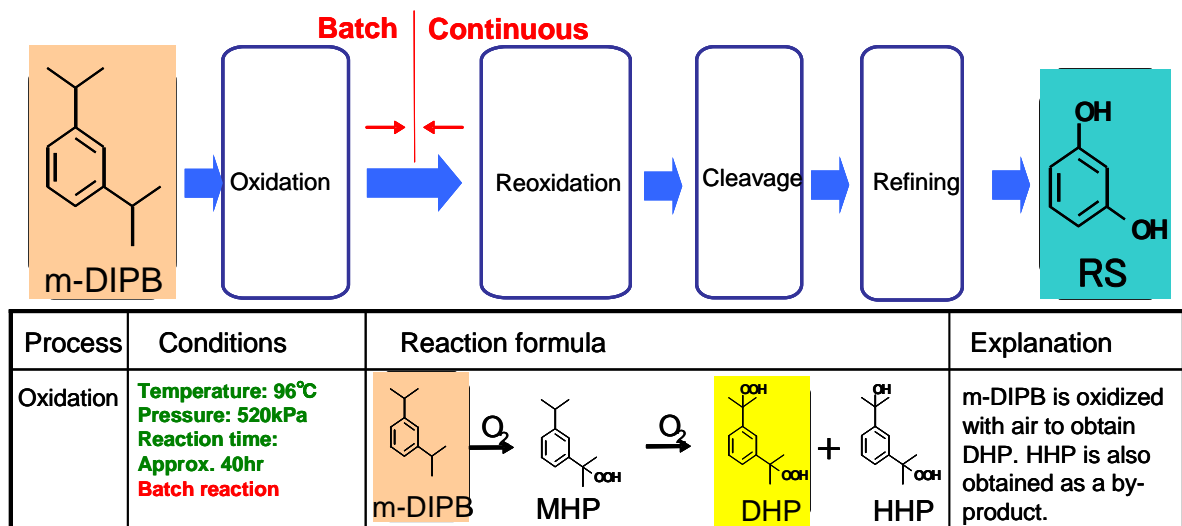 Batch Continuous
m-DIPB
Oxidation
Reoxidation
Cleavage
Refining
OH
OH
RS
Process
Conditions
Reaction formula
Explanation
Oxidation
Temperature: 96℃
Pressure: 520kPa
Reaction time:
Approx. 40hr
Batch reaction
m-DIPB
O2
OOH
MHP
O2
OOH
OOH
DHP
+
OH
OOH
HHP
m-DIPB is oxidized
with air to obtain
DHP. HHP is also
obtained as a by-
product.